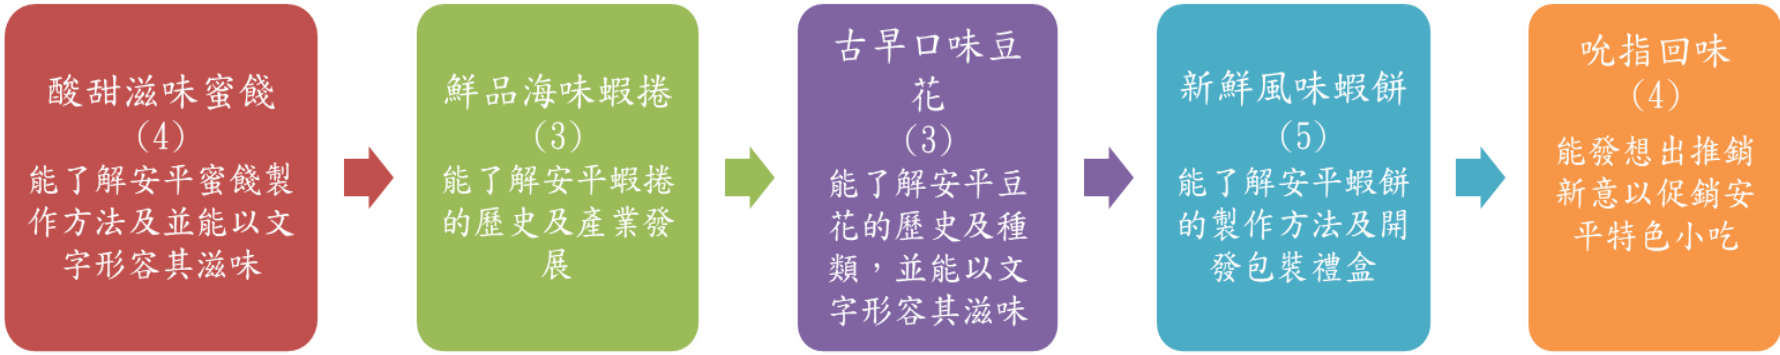 酸甜滋味蜜餞
(4)
能了解安平蜜餞製
作方法及並能以文
字形容其滋味
鮮品海味蝦捲
(3)
能了解安平蝦捲
的歷史及產業發
展
古早口味豆
花
(3)
能了解安平豆
花的歷史及種
類，並能以文
字形容其滋味
新鮮風味蝦餅
(5)
能了解安平蝦餅
的製作方法及開
發包裝禮盒
吮指回味
(4)
能發想出推銷
新意以促銷安
平特色小吃